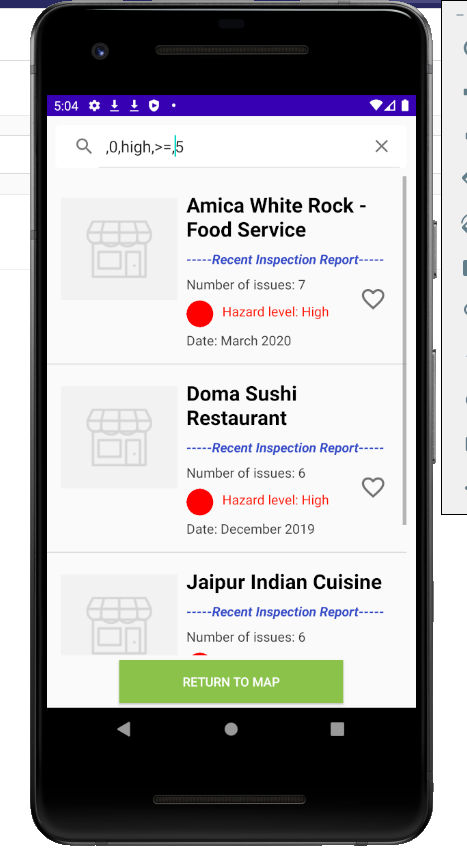 5:04
,0,high,>=,5
Amica White Rock -
Food Service
-----Recent Inspection Report-----
Number of issues: 7
Hazard level: High
Date: March 2020
Doma Sushi
Restaurant
-----Recent Inspection Report-----
Number of issues: 6
Hazard level: High
Date: December 2019
Jaipur Indian Cuisine
-----Recent Inspection Report-----
Number of issues: 6
RETURN TO MAP